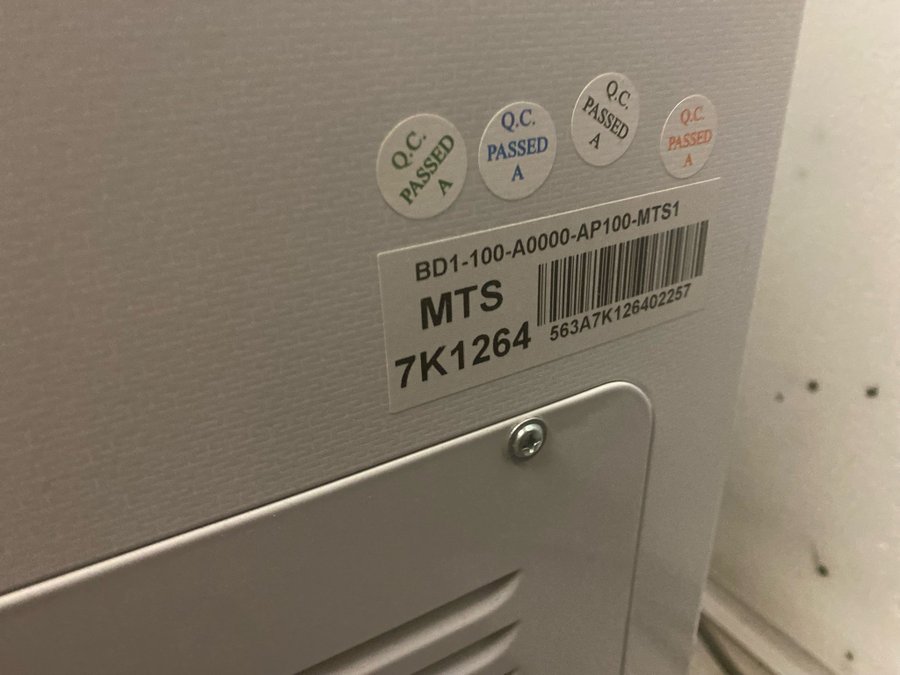 Q.C.
PASSED
A
Q.C.
PASSED
A
Q.C.
PASSED
A
Q.C.
PASSED
A
BD1-100-A0000-AP100-MTS1
MTS
7K1264
563A7K126402257